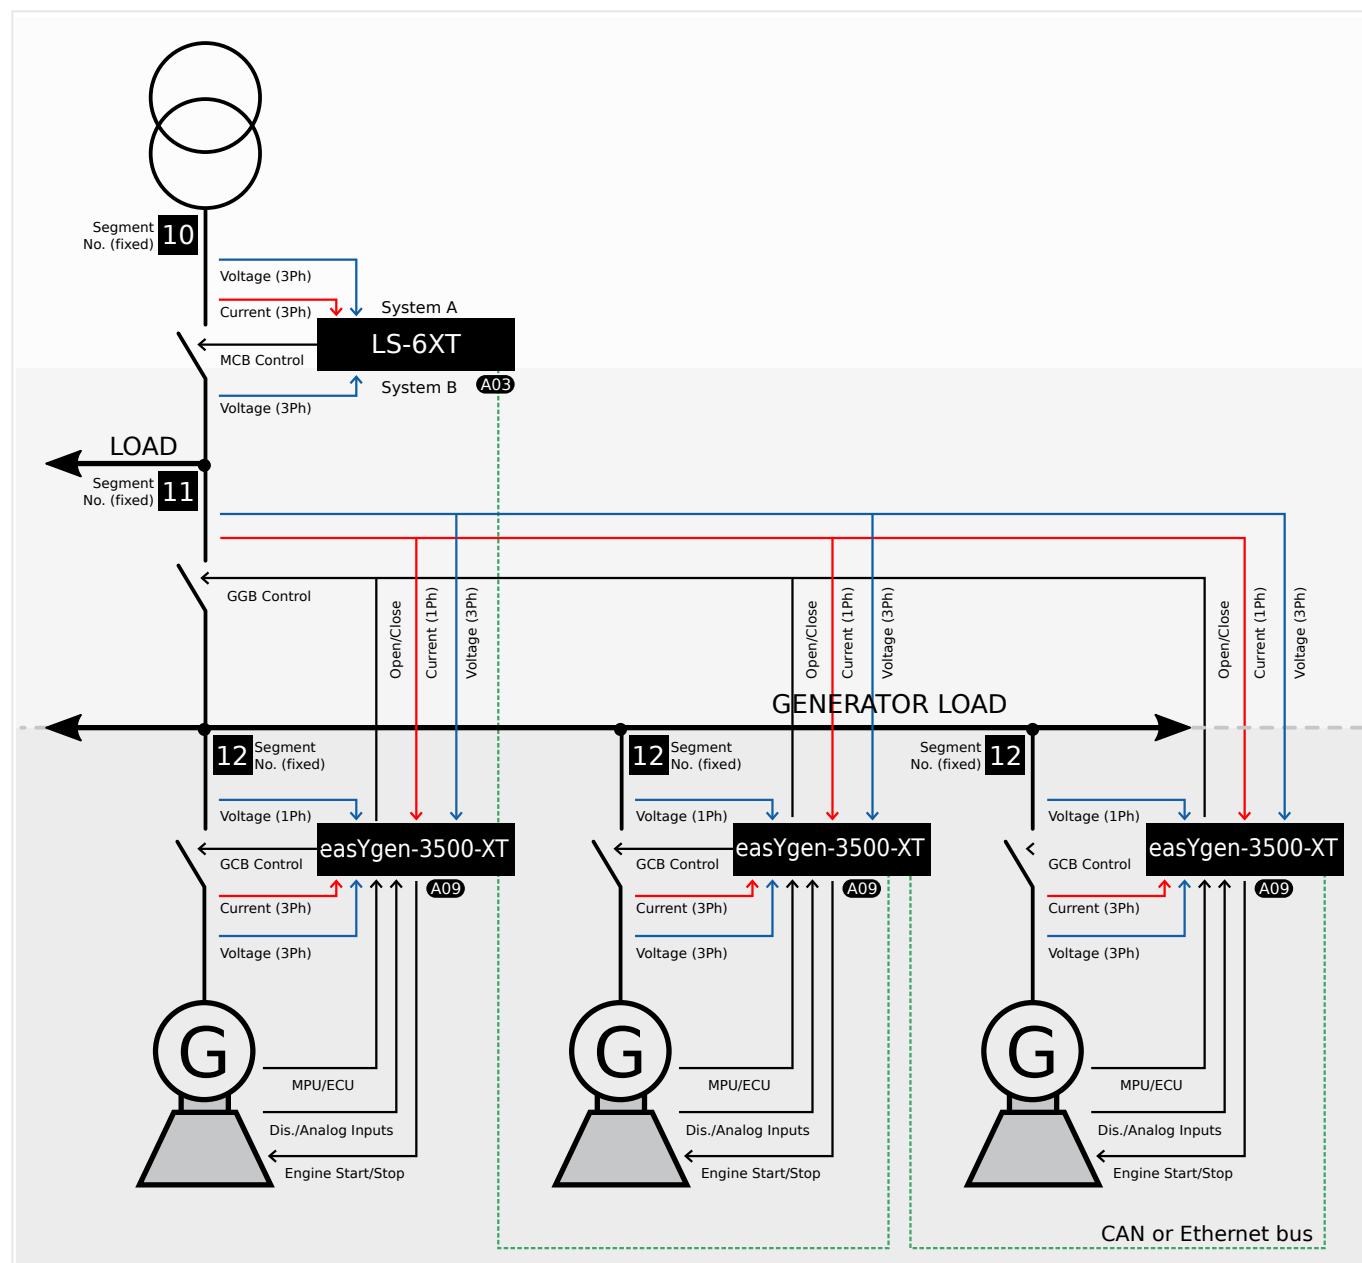 Segment
No. (fixed)
10
Voltage (3Ph)
Current (3Ph)
System A
LS-6XT
MCB Control
System B
A03
Voltage (3Ph)
LOAD
Segment
No. (fixed)
11
GGB Control
Open/Close
Current (1Ph)
Voltage (3Ph)
Open/Close
Current (1Ph)
Voltage (3Ph)
Open/Close
Current (1Ph)
Voltage (3Ph)
GENERATOR LOAD
12
Segment
No. (fixed)
12
Segment
No. (fixed)
Segment
No. (fixed)
12
Voltage (1Ph)
easYgen-3500-XT
GCB Control
A09
Current (3Ph)
Voltage (3Ph)
Voltage (1Ph)
easYgen-3500-XT
GCB Control
A09
Current (3Ph)
Voltage (3Ph)
Voltage (1Ph)
easYgen-3500-XT
GCB Control
A09
Current (3Ph)
Voltage (3Ph)
G
MPU/ECU
Dis./Analog Inputs
Engine Start/Stop
G
MPU/ECU
Dis./Analog Inputs
Engine Start/Stop
G
MPU/ECU
Dis./Analog Inputs
Engine Start/Stop
CAN or Ethernet bus